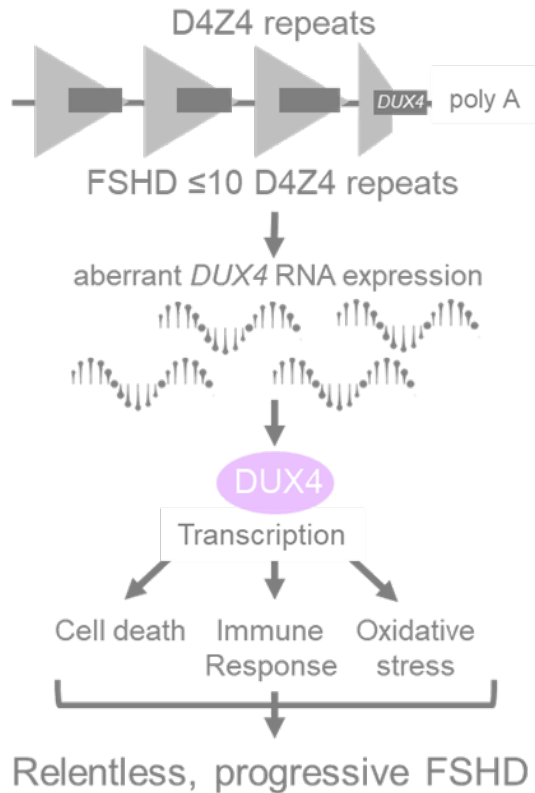 D4Z4 repeats
DUX4
poly A
FSHD ≤10 D4Z4 repeats
aberrant DUX4 RNA expression
DUX4
Transcription
Cell death
Immune
Response
Oxidative
stress
Relentless, progressive FSHD